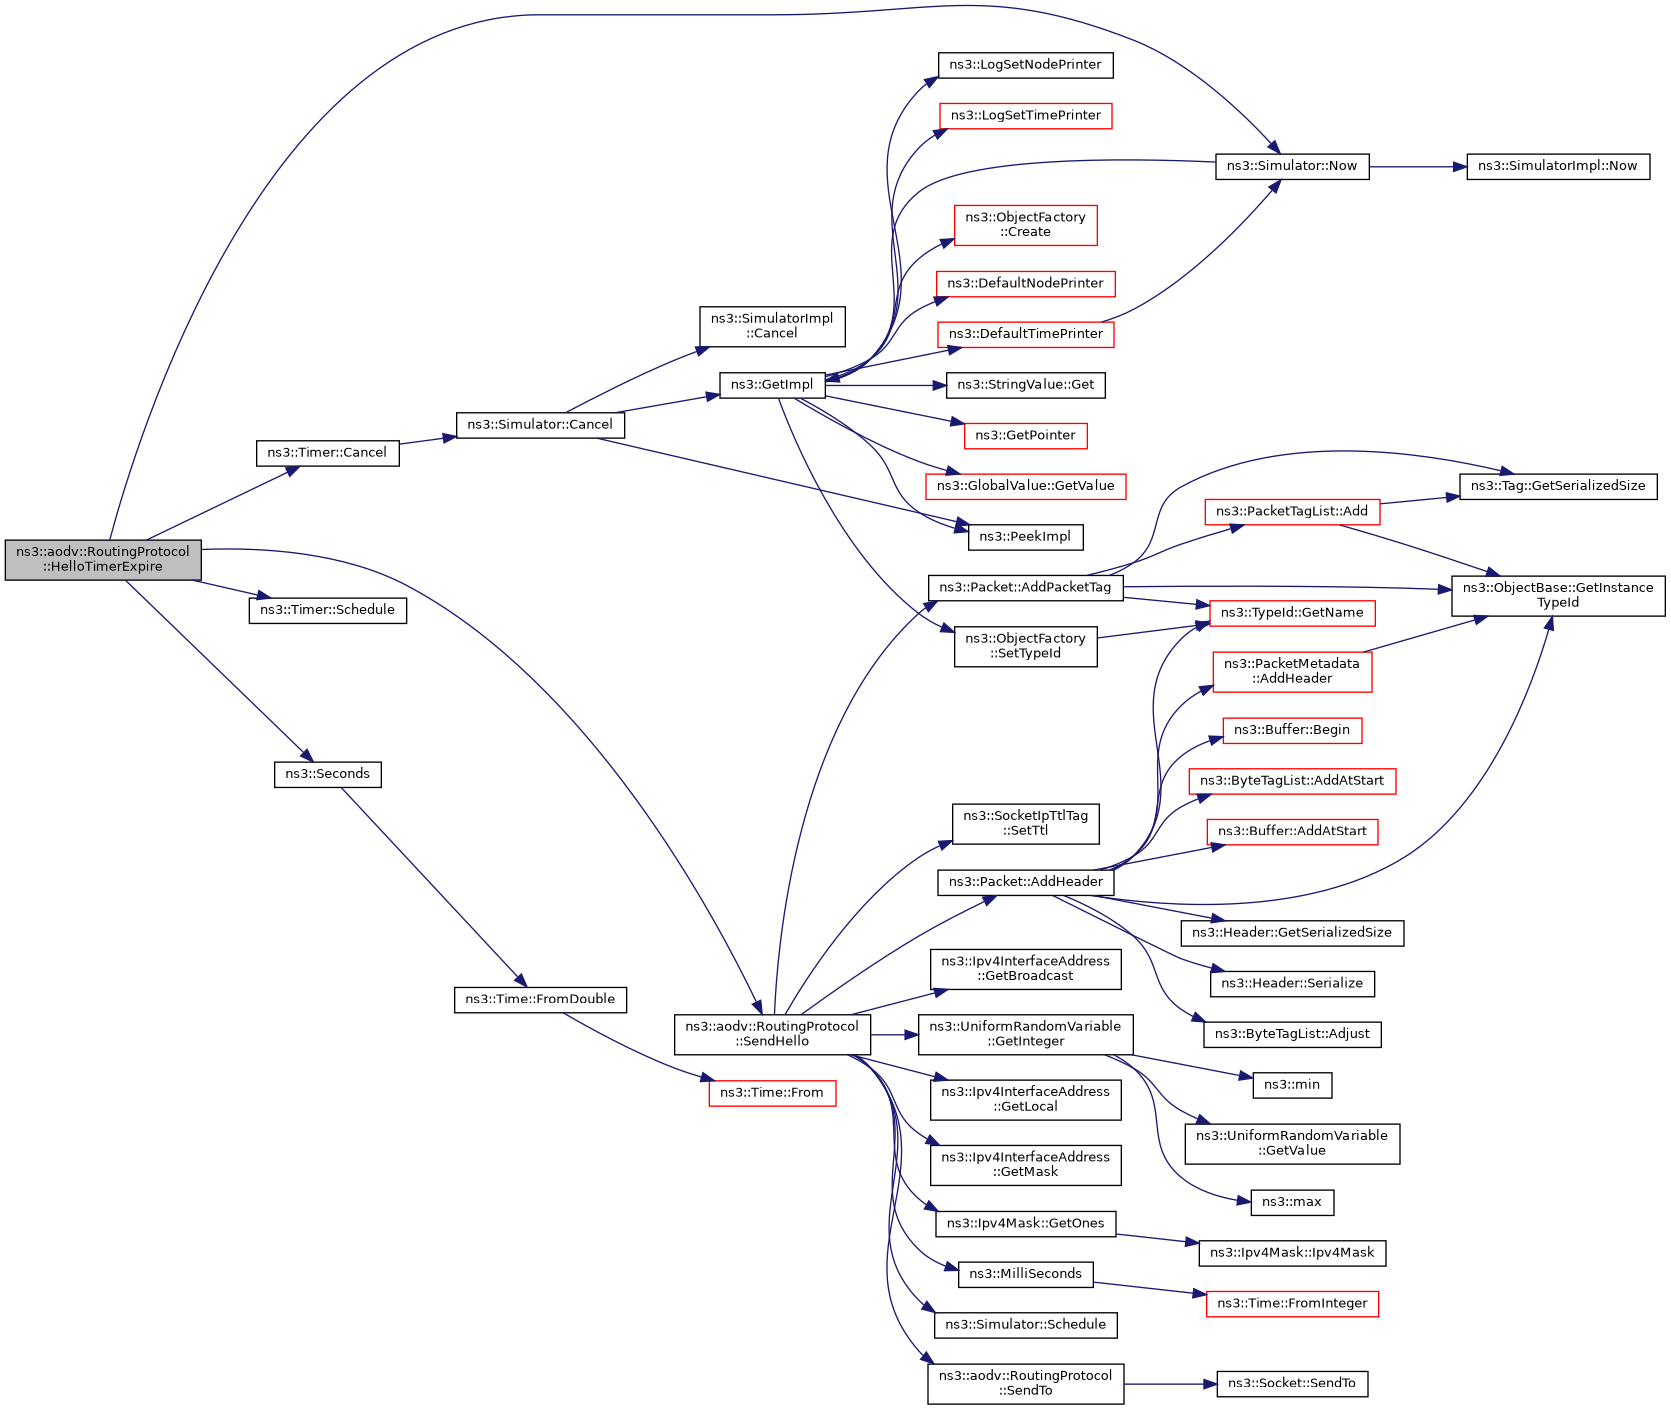 ns3::aodv::RoutingProtocol
::HelloTimerExpire
ns3::Timer::Cancel
ns3::Timer::Schedule
ns3::Seconds
ns3::Simulator::Cancel
ns3::Time::FromDouble
ns3::SimulatorImpl
::Cancel
ns3::GetImpl
ns3::aodv::RoutingProtocol
::SendHello
ns3::Time::From
ns3::LogSetNodePrinter
ns3::LogSetTimePrinter
ns3::ObjectFactory
::Create
ns3::DefaultNodePrinter
ns3::DefaultTimePrinter
ns3::StringValue::Get
ns3::GetPointer
ns3::GlobalValue::GetValue
ns3::PeekImpl
ns3::Packet::AddPacketTag
ns3::ObjectFactory
::SetTypeId
ns3::SocketIpTtlTag
::SetTtl
ns3::Packet::AddHeader
ns3::Ipv4InterfaceAddress
::GetBroadcast
ns3::UniformRandomVariable
::GetInteger
ns3::Ipv4InterfaceAddress
::GetLocal
ns3::Ipv4InterfaceAddress
::GetMask
ns3::Ipv4Mask::GetOnes
ns3::MilliSeconds
ns3::Simulator::Schedule
ns3::aodv::RoutingProtocol
::SendTo
ns3::Simulator::Now
ns3::PacketTagList::Add
ns3::TypeId::GetName
ns3::PacketMetadata
::AddHeader
ns3::Buffer::Begin
ns3::ByteTagList::AddAtStart
ns3::Buffer::AddAtStart
ns3::Header::GetSerializedSize
ns3::Header::Serialize
ns3::ByteTagList::Adjust
ns3::min
ns3::UniformRandomVariable
::GetValue
ns3::max
ns3::Ipv4Mask::Ipv4Mask
ns3::Time::FromInteger
ns3::Socket::SendTo
ns3::SimulatorImpl::Now
ns3::Tag::GetSerializedSize
ns3::ObjectBase::GetInstance
TypeId